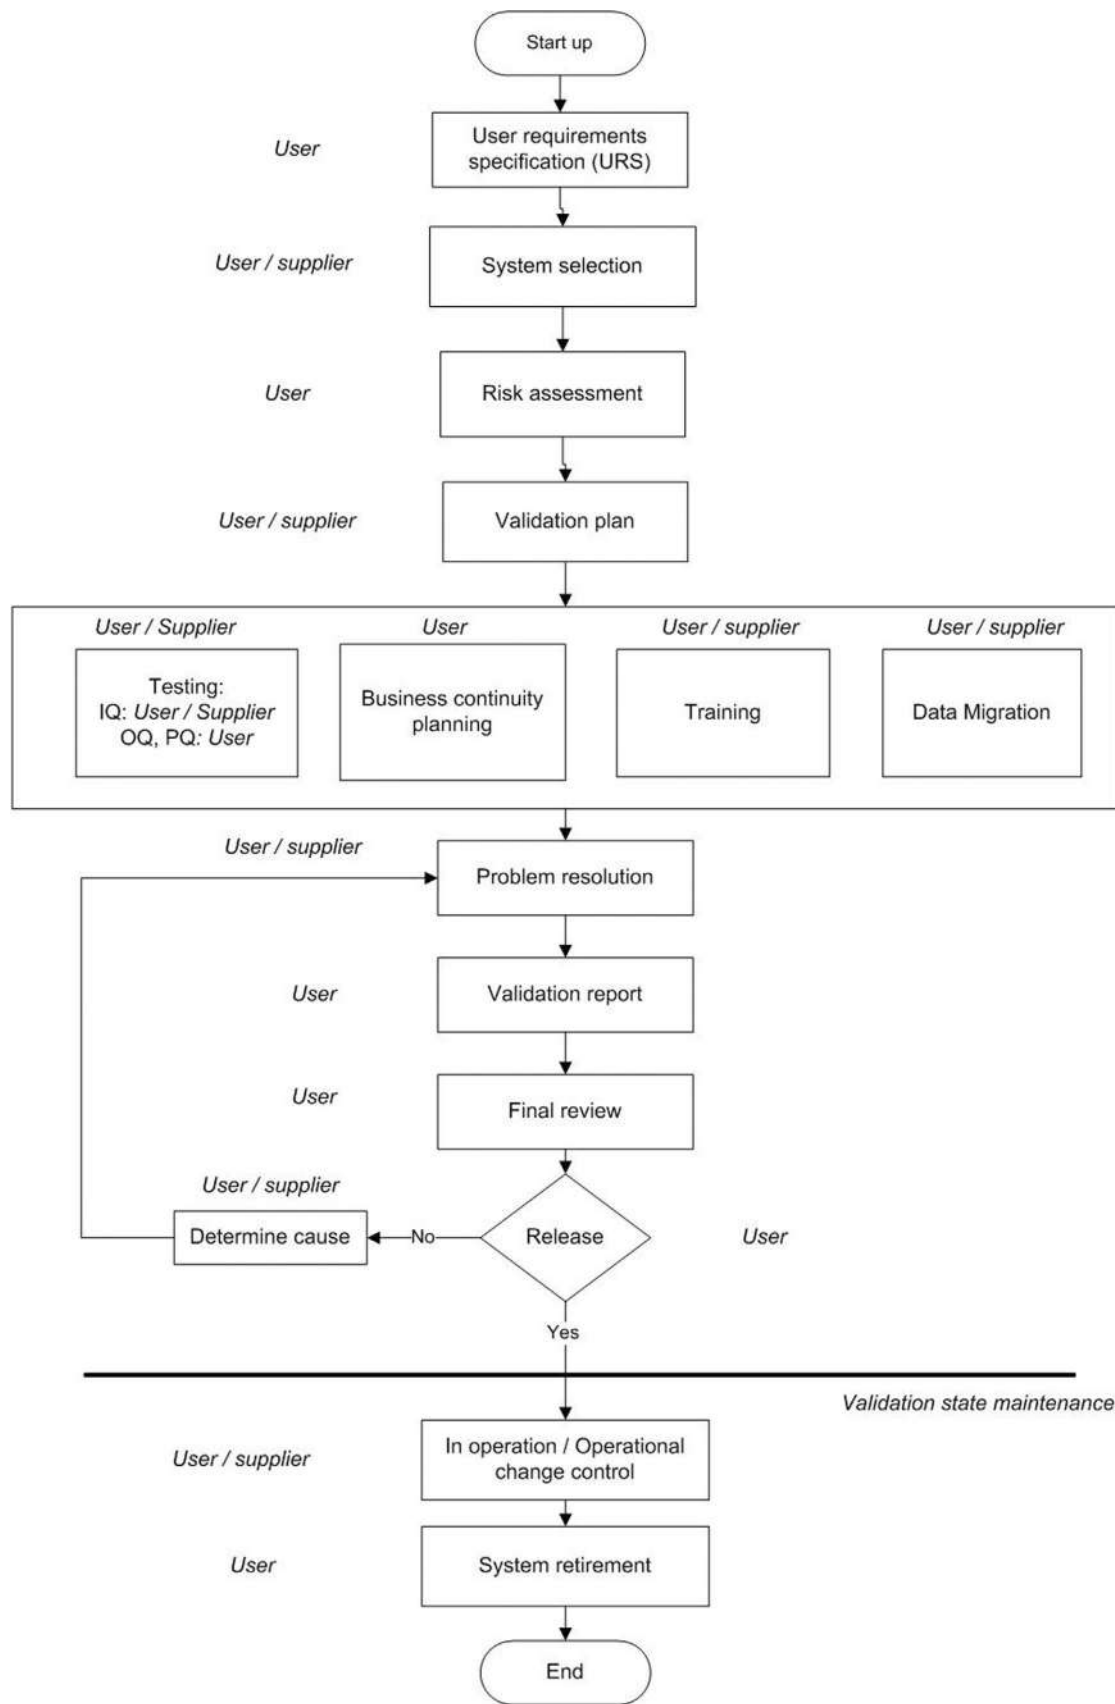 Start up
User
User requirements
specification (URS)
User / supplier
System selection
User
Risk assessment
User / supplier
Validation plan
User / Supplier
Testing:
IQ: User / Supplier
OQ, PQ: User
User
Business continuity
planning
User / supplier
Training
User / supplier
Data Migration
User / supplier
Problem resolution
User
Validation report
User
Final review
User / supplier
Determine cause
No
Release
User
Yes
Validation state maintenance
User / supplier
In operation / Operational
change control
User
System retirement
End